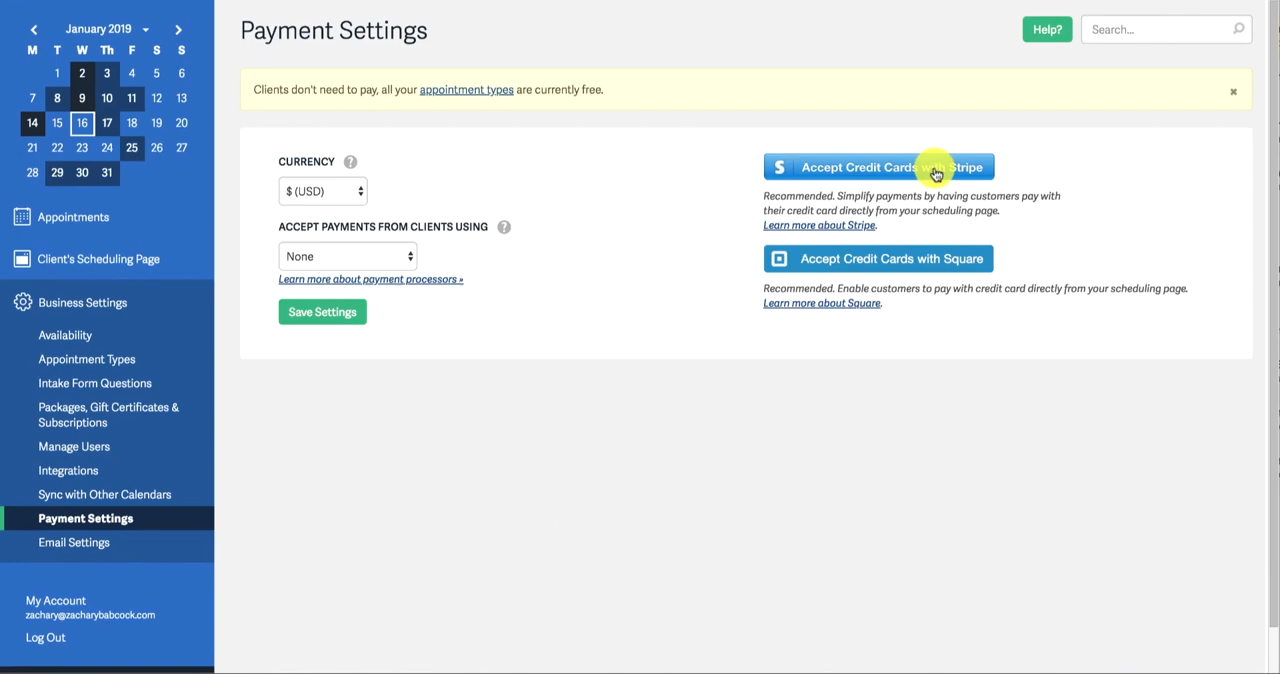 January 2019
M T W Th F S S
1 2 3 4 5 6
7 8 9 10 11 12 13
14 15 16 17 18 19 20
21 22 23 24 25 26 27
28 29 30 31
Appointments
Client's Scheduling Page
Business Settings
Availability
Appointment Types
Intake Form Questions
Packages, Gift Certificates &
Subscriptions
Manage Users
Integrations
Sync with Other Calendars
Payment Settings
Email Settings
My Account
zachary@zacharybabcock.com
Log Out
Payment Settings
Help?
Search...
Clients don't need to pay, all your appointment types are currently free.
×
CURRENCY ?
$ (USD)
ACCEPT PAYMENTS FROM CLIENTS USING ?
None
Learn more about payment processors »
Save Settings
S Accept Credit Cards with Stripe
Recommended. Simplify payments by having customers pay with
their credit card directly from your scheduling page.
Learn more about Stripe.
Accept Credit Cards with Square
Recommended. Enable customers to pay with credit card directly from your scheduling page.
Learn more about Square.